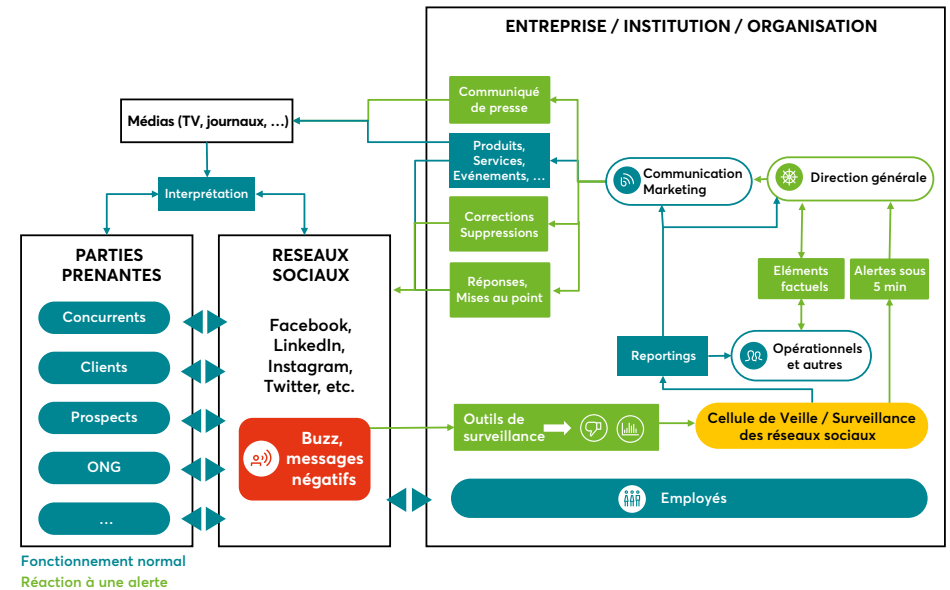 ENTREPRISE / INSTITUTION / ORGANISATION
Communiqué
de presse
Médias (TV, journaux, ...)
Produits,
Services,
Evénements, ...
Communication
Marketing
Direction générale
Interprétation
Corrections
Suppressions
PARTIES
PRENANTES
RESEAUX
SOCIAUX
Réponses,
Mises au point
Eléments
factuels
Alertes sous
5 min
Concurrents
Clients
Prospects
ONG
...
Facebook,
LinkedIn,
Instagram,
Twitter, etc.
Reportings
Opérationnels
et autres
Buzz,
messages
négatifs
Outils de
surveillance
Cellule de Veille / Surveillance
des réseaux sociaux
Employés
Fonctionnement normal
Réaction à une alerte